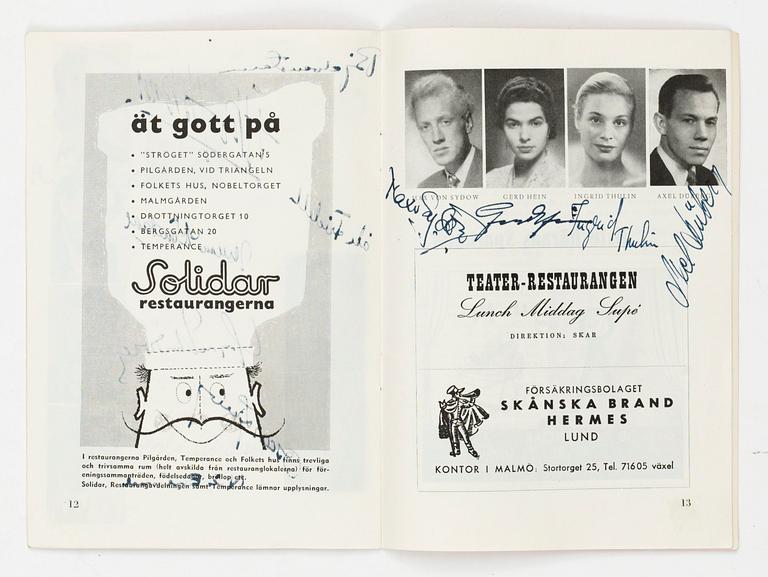 ät gott på
• "STRÖGET" SÖDERGATAN 5
• PILGÅRDEN, VID TRIANGELN
• FOLKETS HUS, NOBELTORGET
• MALMGÅRDEN
• DROTTNINGTORGET 10
• BERGSGATAN 20
• TEMPERANCE
Solidar
restaurangerna
I restaurangerna Pilgården, Temperance och Folkets hus finns trevliga
och trivsamma rum (helt avskilda från restauranglokalerna) för för-
eningssammanträden, födelsedagar, bröllop etc.
Solidar, Restaurangavdelningen samt Temperance lämnar upplysningar.
12
MAX VON SYDOW
GERD HEIN
INGRID THULIN
AXEL
Ingrid
Thulin
TEATER-RESTAURANGEN
Lunch Middag Supé
DIREKTION: SKAR
FÖRSÄKRINGSBOLAGET
SKÅNSKA BRAND
HERMES
LUND
KONTOR I MALMÖ: Stortorget 25, Tel. 71605 växel
13